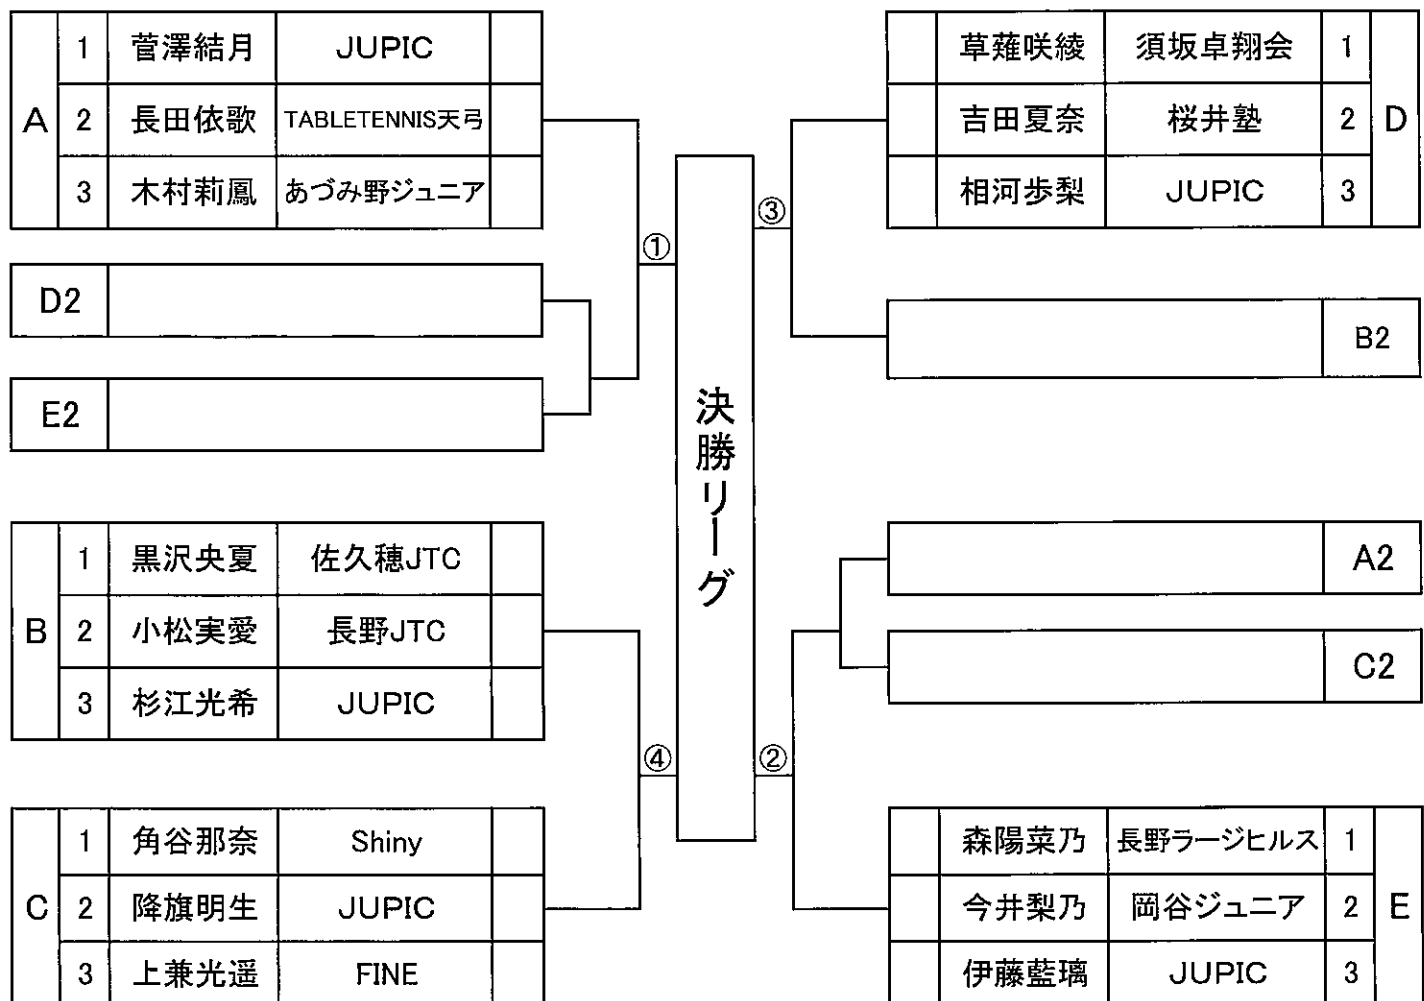 A
1 菅澤結月 JUPIC
2 長田依歌 TABLETENNIS天弓
3 木村莉鳳 あづみ野ジュニア
D2
E2
B
1 黒沢央夏 佐久穂JTC
2 小松実愛 長野JTC
3 杉江光希 JUPIC
C
1 角谷那奈 Shiny
2 降旗明生 JUPIC
3 上兼光遥 FINE
①
④
決勝リーグ
③
②
草薙咲綾 須坂卓翔会 1
吉田夏奈 桜井塾 2
相河歩梨 JUPIC 3
D
B2
A2
C2
森陽菜乃 長野ラージヒルス 1
今井梨乃 岡谷ジュニア 2
伊藤藍璃 JUPIC 3
E